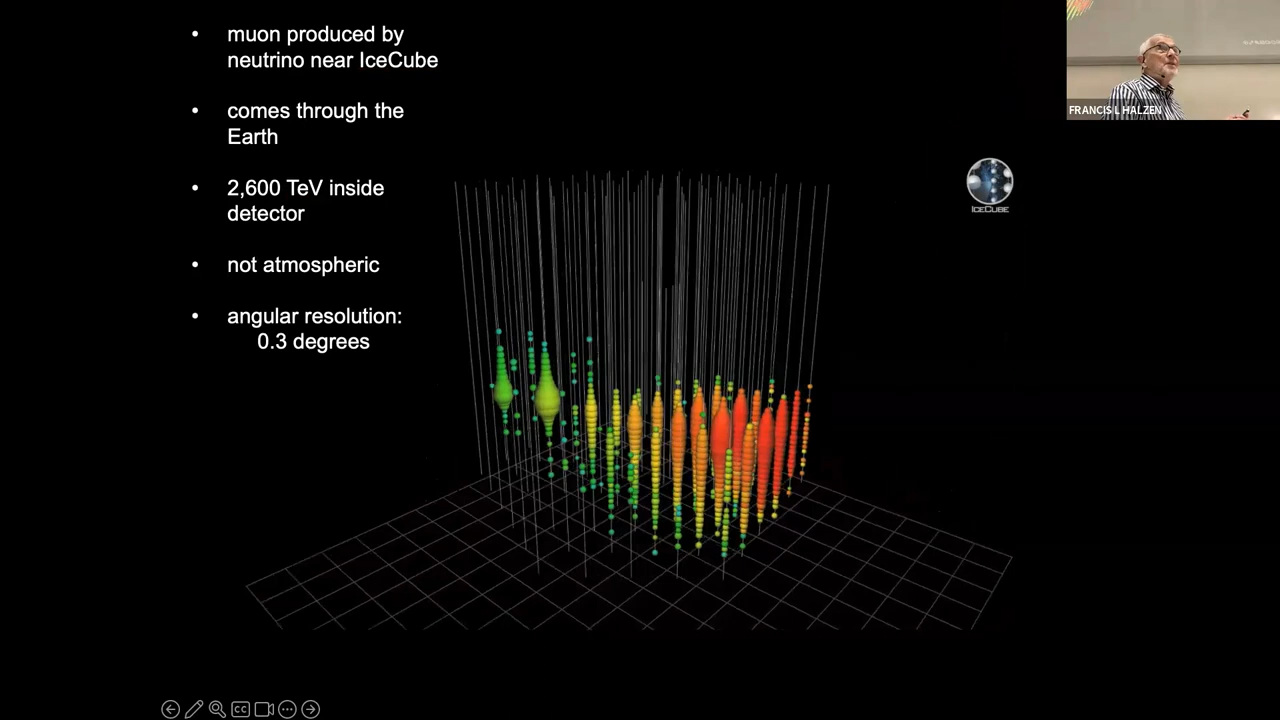 • muon produced by
neutrino near IceCube
• comes through the
Earth
• 2,600 TeV inside
detector
• not atmospheric
• angular resolution:
0.3 degrees
FRANCIS L HALZEN
ICECUBE
CC